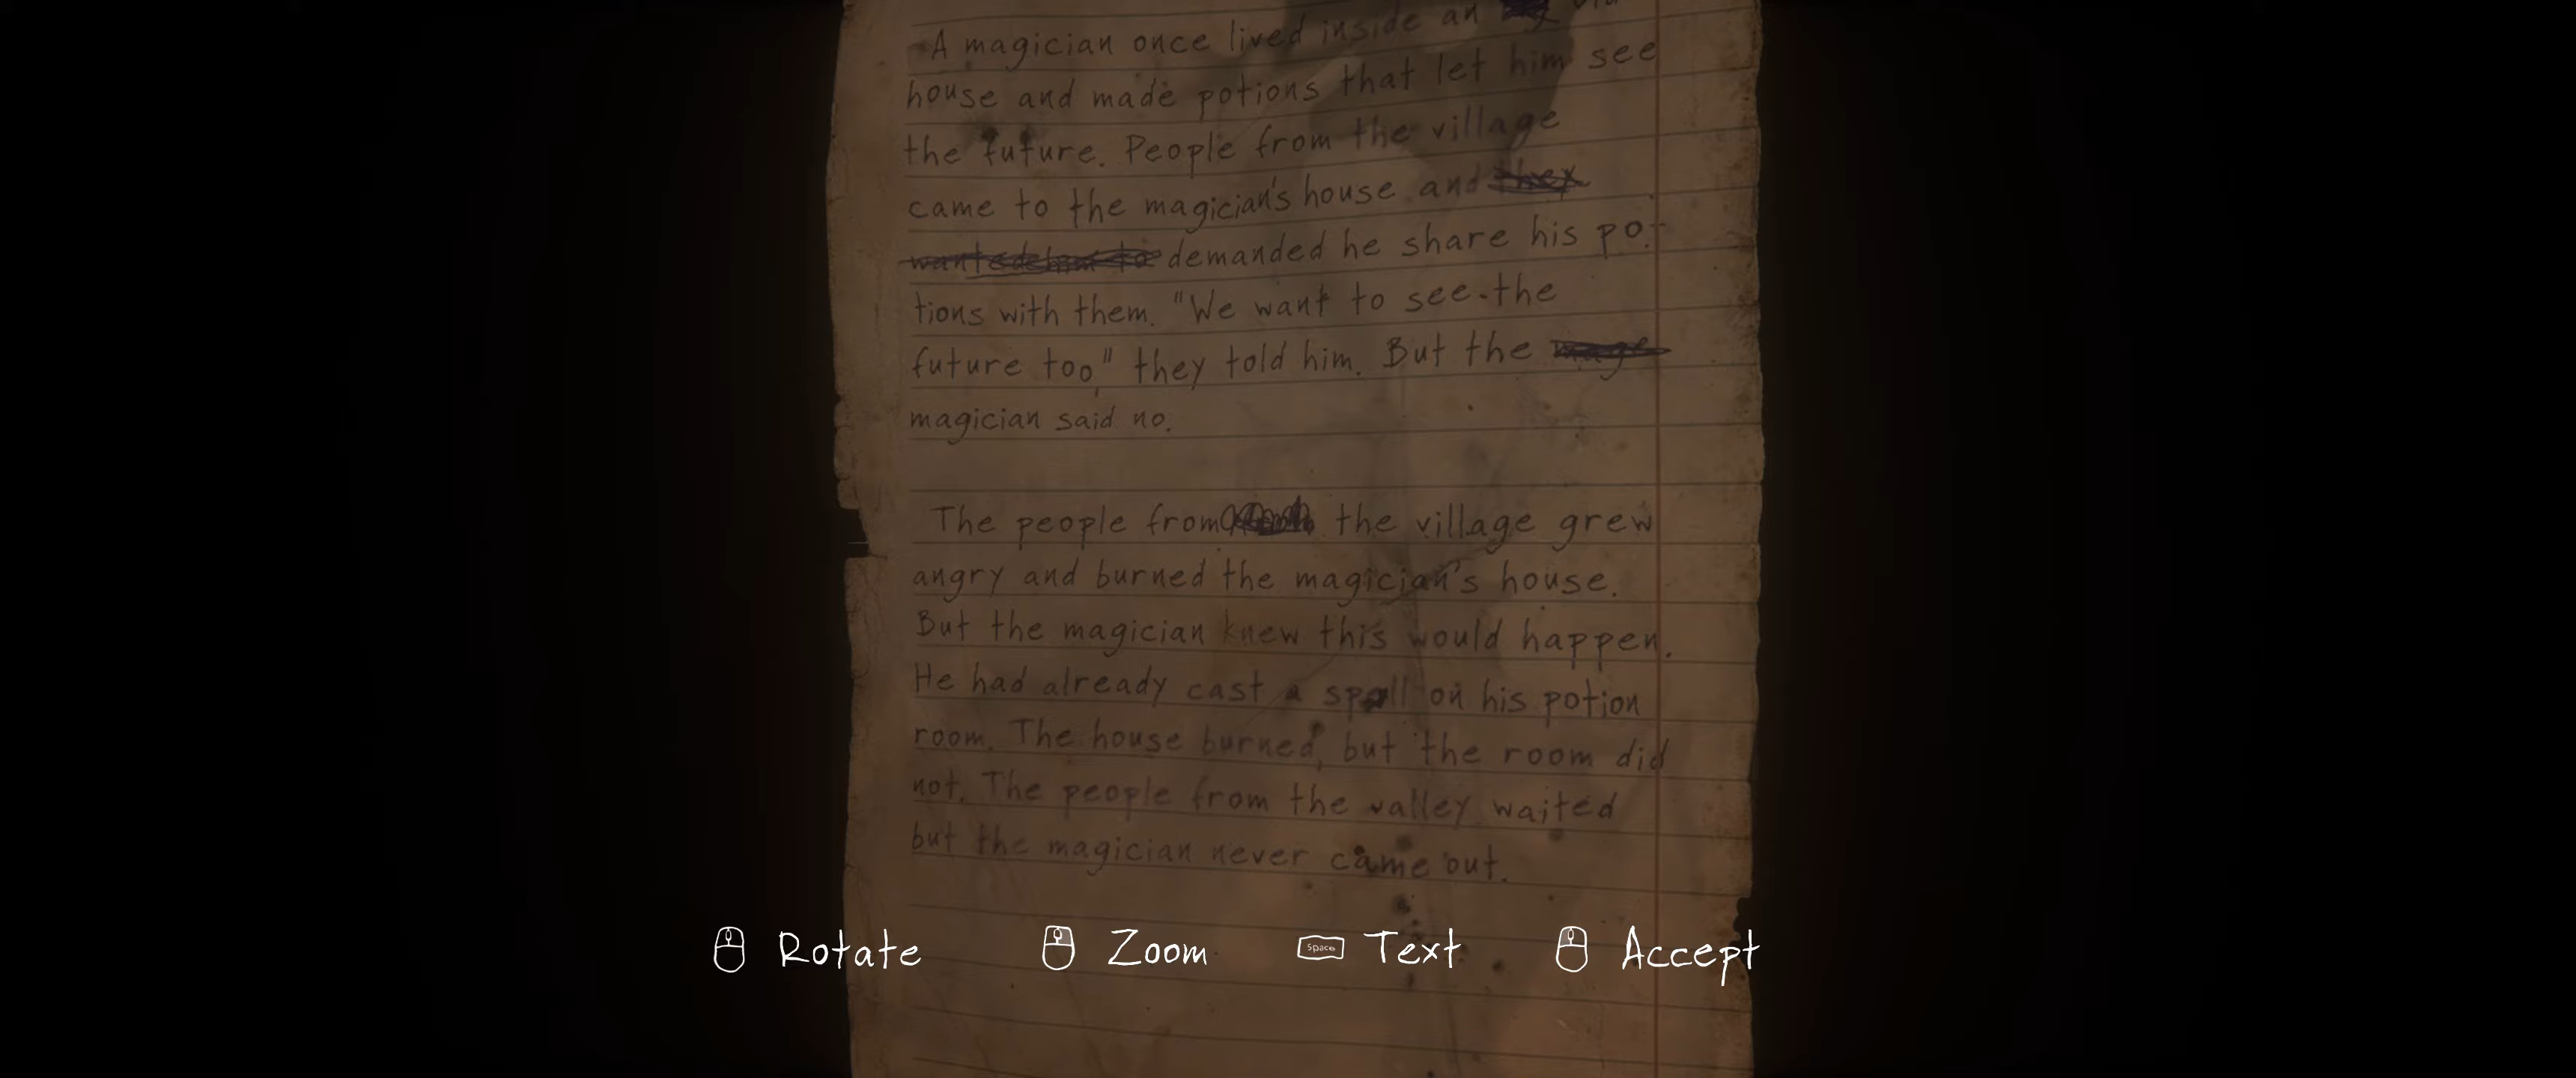 A magician once lived inside an
house and made potions that let him see
the future. People from the village
came to the magician's house and they
wanted him to demanded he share his po-
tions with them. "We want to see the
future too," they told him. But the mage
magician said no.
The people from the village grew
angry and burned the magician's house.
But the magician knew this would happen.
He had already cast a spell on his potion
room. The house burned, but the room did
not. The people from the valley waited
but the magician never came out.
Rotate Zoom Space Text Accept